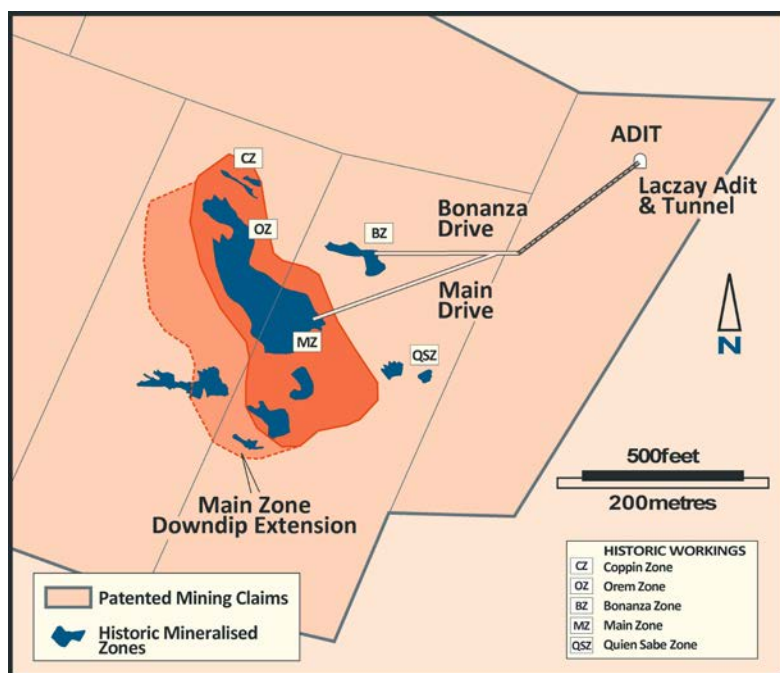 ADIT
Laczay Adit
& Tunnel
CZ
OZ
BZ
Bonanza
Drive
Main
Drive
MZ
QSZ
N
Main Zone
Downdip Extension
500feet
200metres
Patented Mining Claims
Historic Mineralised
Zones
HISTORIC WORKINGS
CZ Coppin Zone
OZ Orem Zone
BZ Bonanza Zone
MZ Main Zone
QSZ Quien Sabe Zone